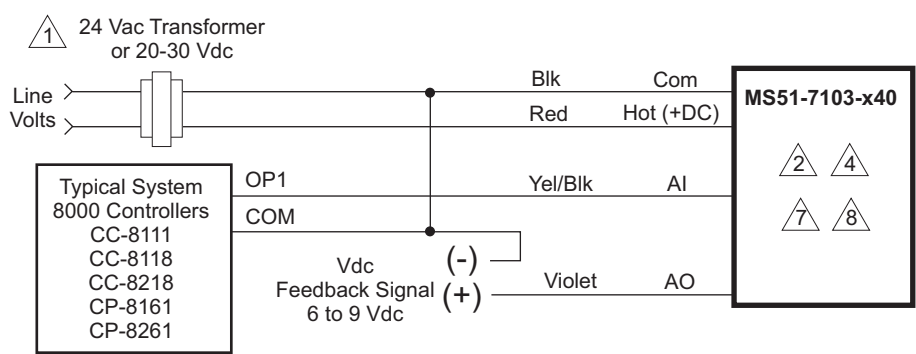 1
24 Vac Transformer
or 20-30 Vdc
Line
Volts
Blk
Com
Red
Hot (+DC)
MS51-7103-x40
2
4
7
8
Typical System
8000 Controllers
CC-8111
CC-8118
CC-8218
CP-8161
CP-8261
OP1
Yel/Blk
AI
COM
Vdc
Feedback Signal
6 to 9 Vdc
(-)
(+)
Violet
AO